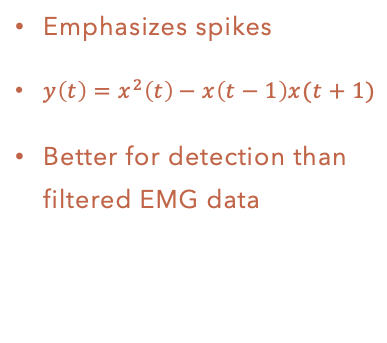 • Emphasizes spikes
• y(t) = x²(t) − x(t − 1)x(t + 1)
• Better for detection than
filtered EMG data